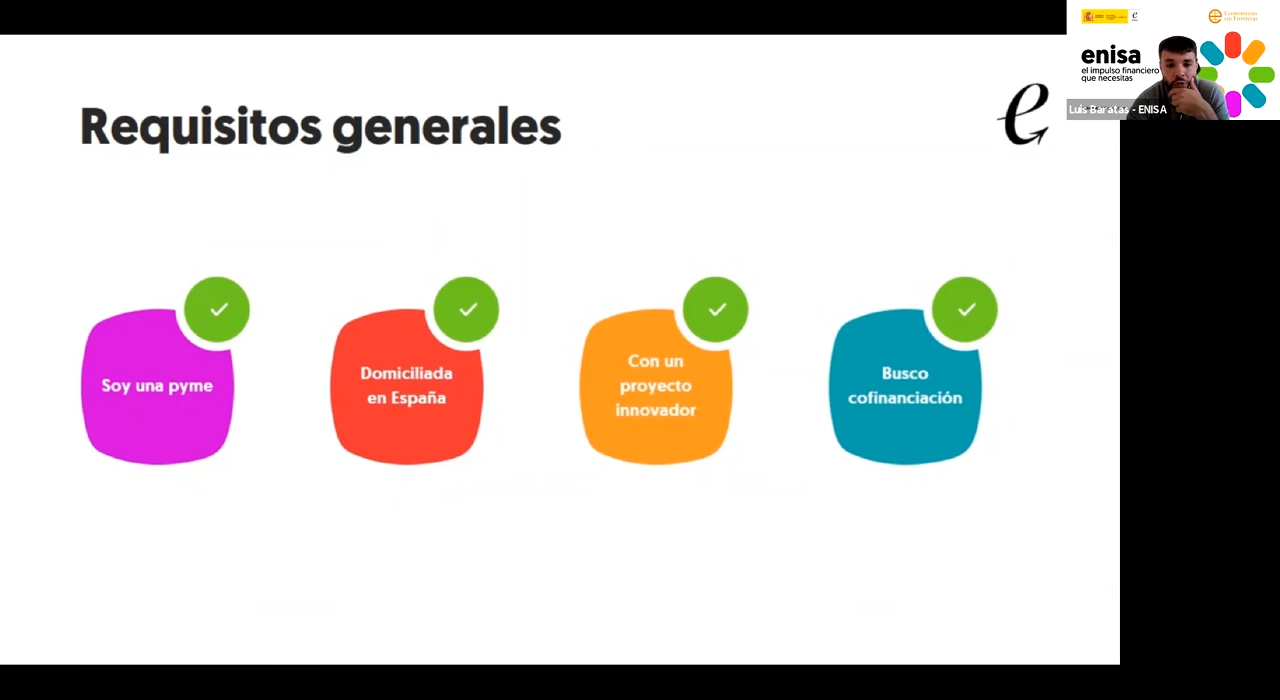 enisa
el impulso financiero
que necesitas
Luis Baratas - ENISA
Requisitos generales
e
Soy una pyme
Domiciliada
en España
Con un
proyecto
innovador
Busco
cofinanciación